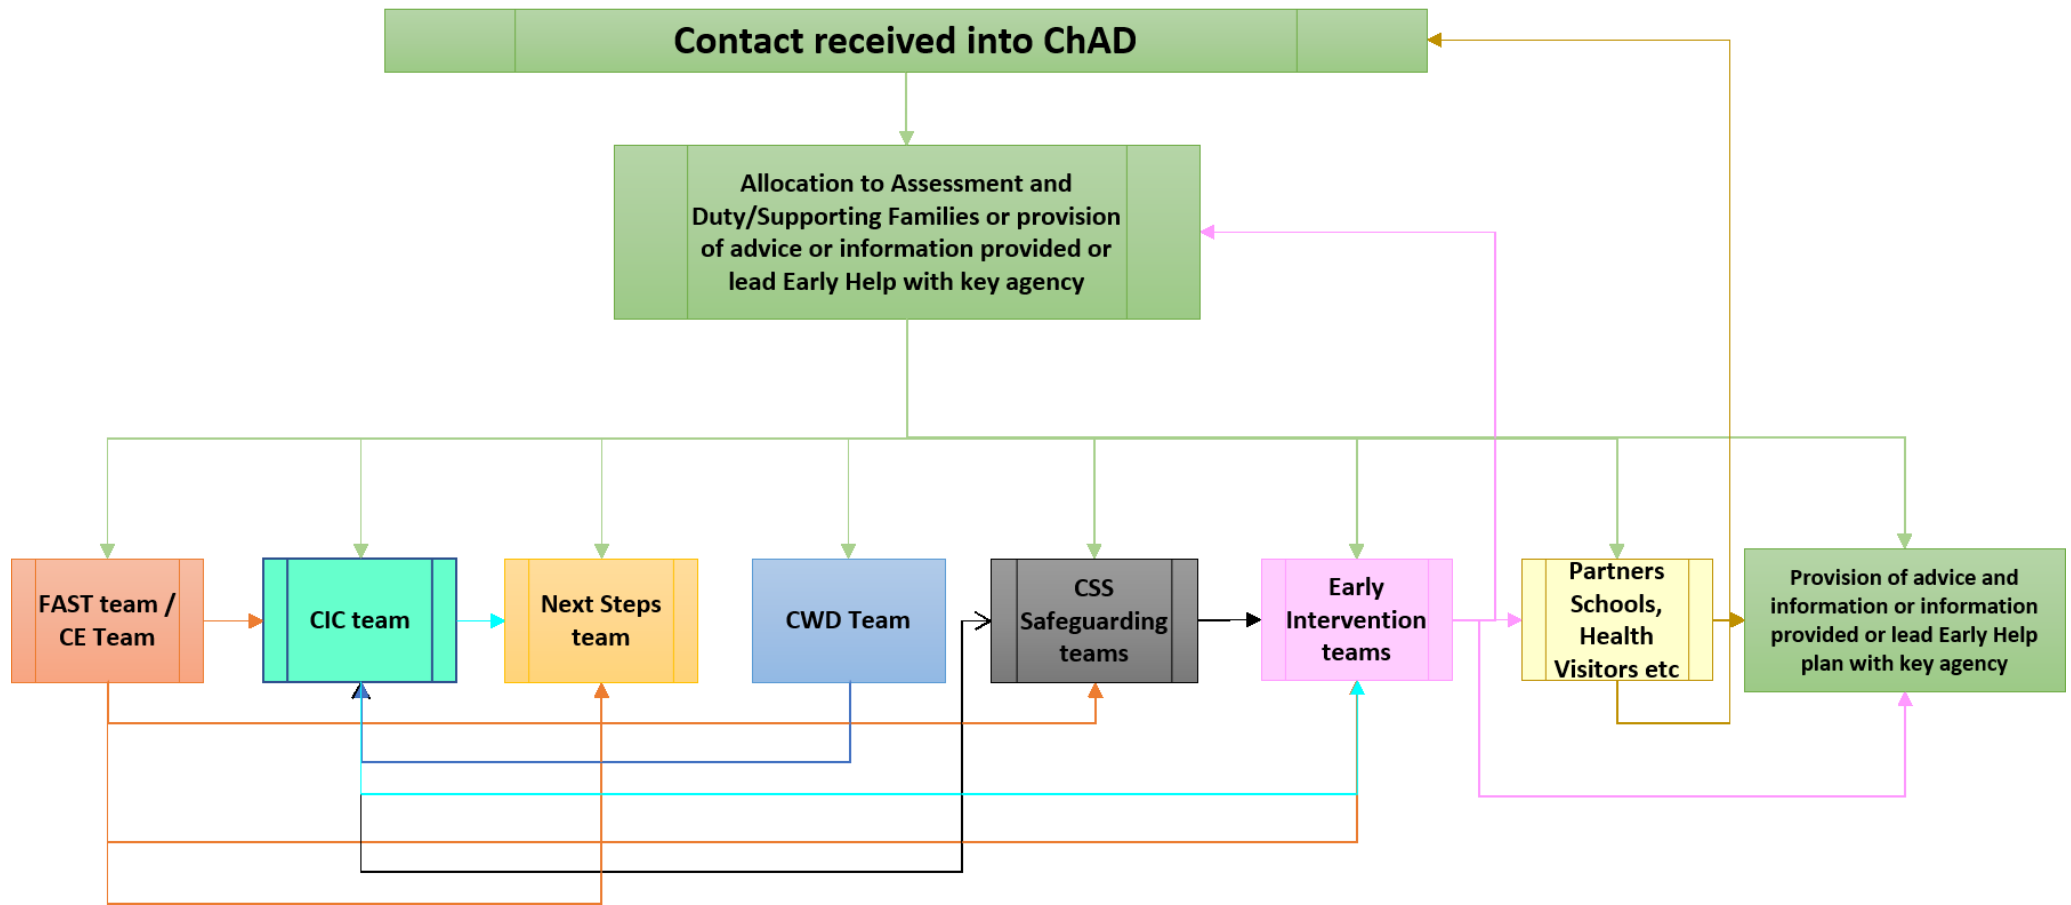 Contact received into ChAD
Allocation to Assessment and
Duty/Supporting Families or provision
of advice or information provided or
lead Early Help with key agency
FAST team /
CE Team
CIC team
Next Steps
team
CWD Team
CSS
Safeguarding
teams
Early
Intervention
teams
Partners
Schools,
Health
Visitors etc
Provision of advice and
information or information
provided or lead Early Help
plan with key agency